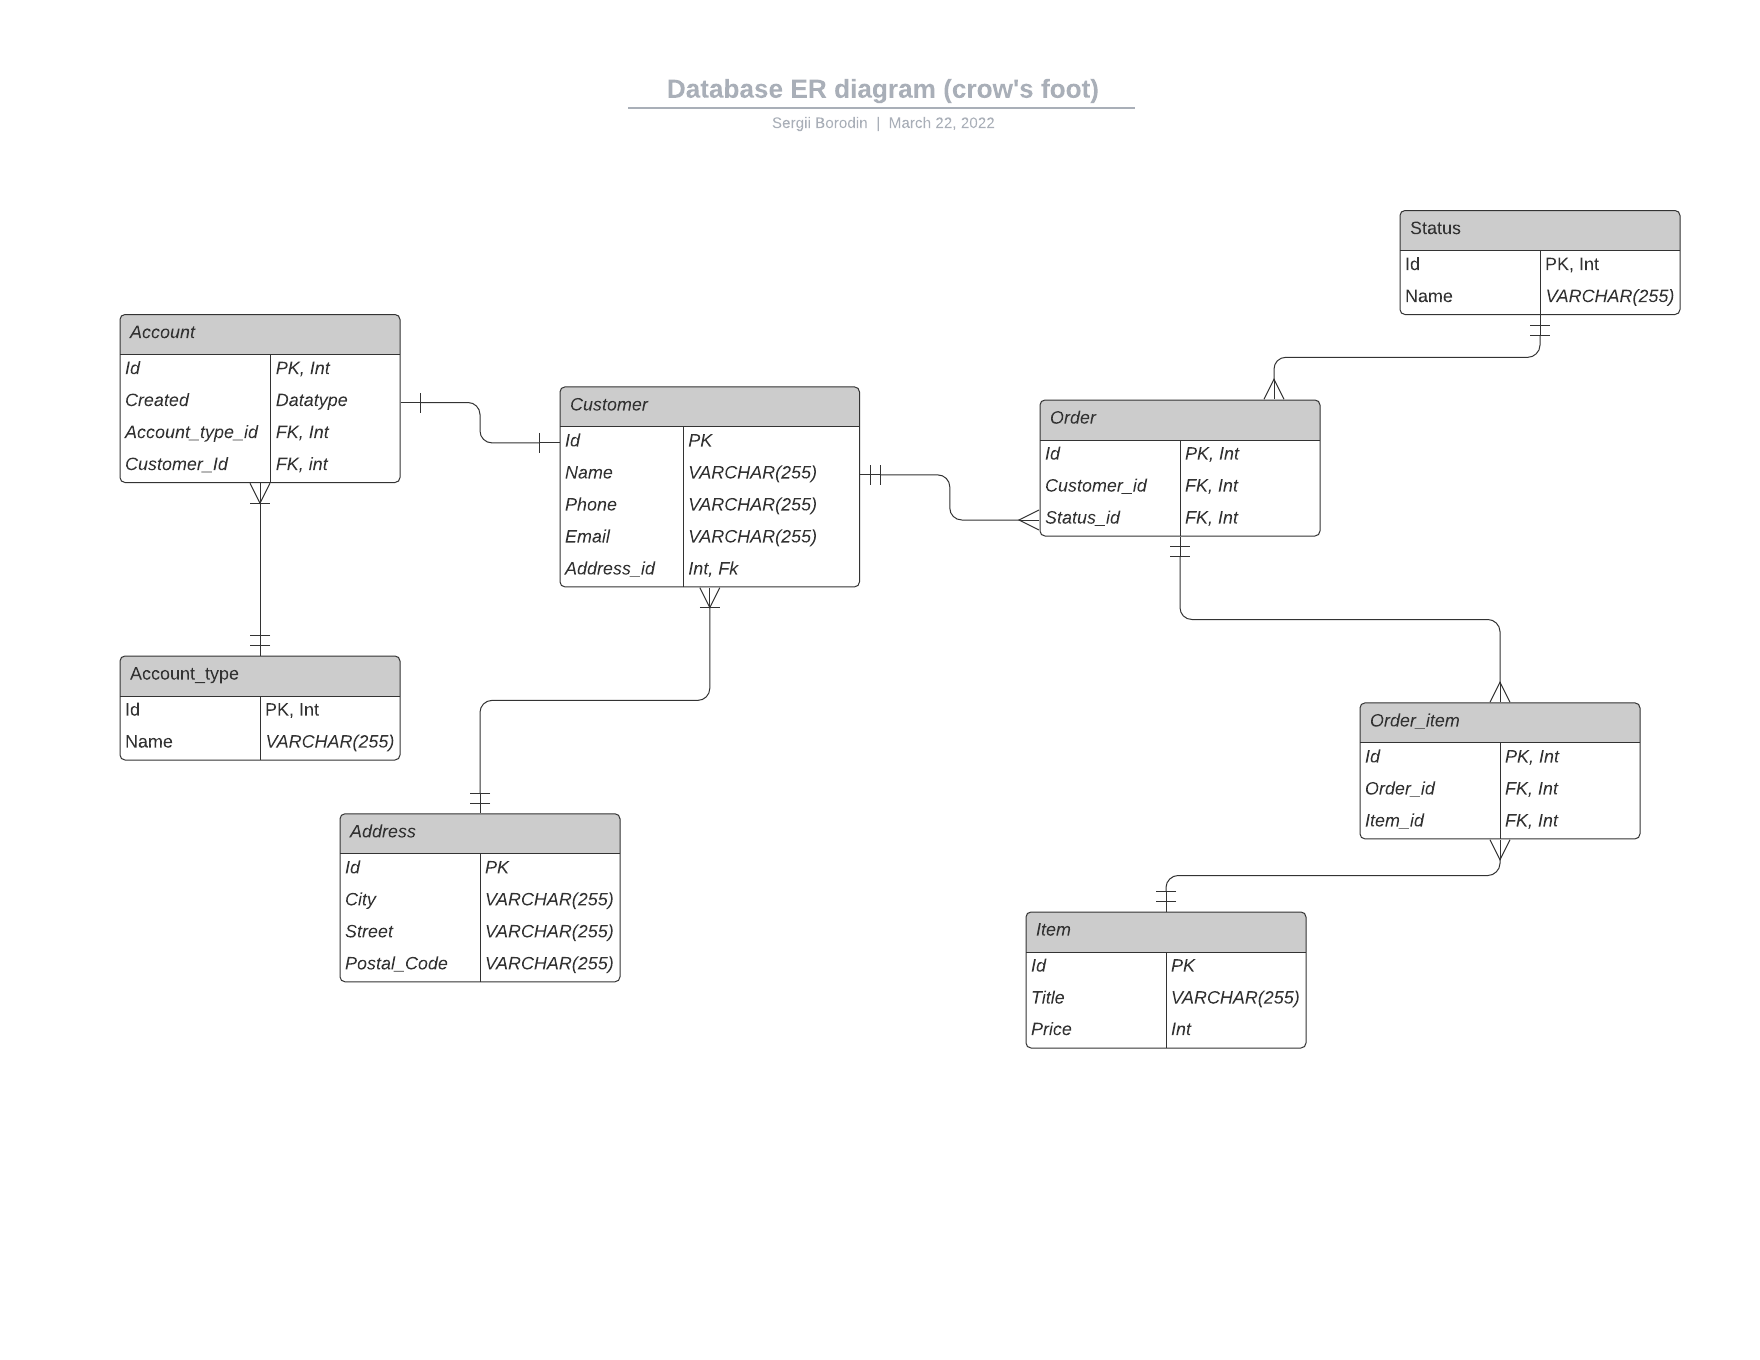 Database ER diagram (crow's foot)
Sergii Borodin | March 22, 2022
Status
Id PK, Int
Name VARCHAR(255)
Account
Id PK, Int
Created Datatype
Account_type_id FK, Int
Customer_Id FK, int
Customer
Id PK
Name VARCHAR(255)
Phone VARCHAR(255)
Email VARCHAR(255)
Address_id Int, Fk
Order
Id PK, Int
Customer_id FK, Int
Status_id FK, Int
Account_type
Id PK, Int
Name VARCHAR(255)
Order_item
Id PK, Int
Order_id FK, Int
Item_id FK, Int
Address
Id PK
City VARCHAR(255)
Street VARCHAR(255)
Postal_Code VARCHAR(255)
Item
Id PK
Title VARCHAR(255)
Price Int